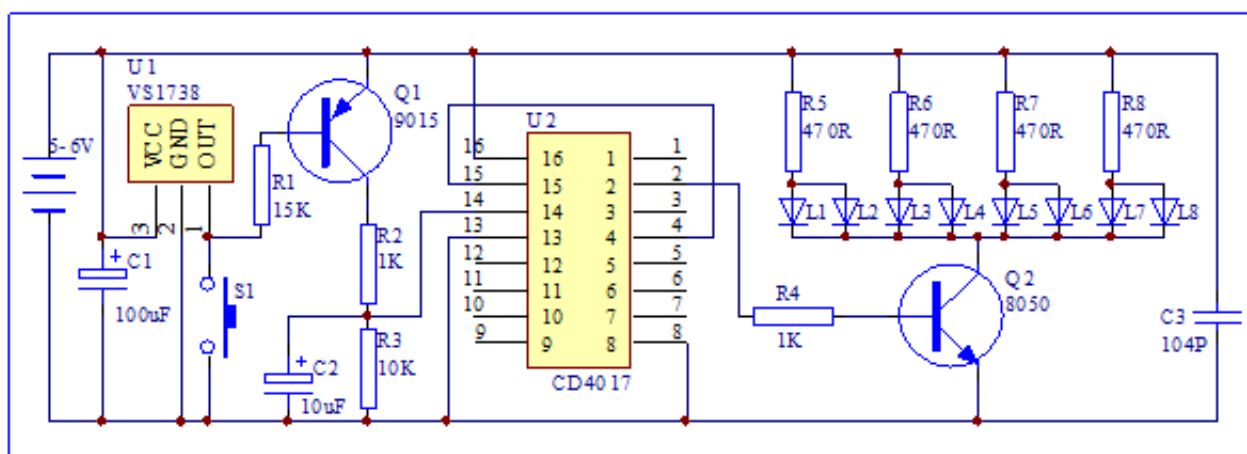 5-6V
U1
VS1738
VCC
GND
OUT
3
2
1
C1
100uF
S1
R1
15K
Q1
9015
R2
1K
C2
10uF
R3
10K
U2
16 16 1 1
15 15 2 2
14 14 3 3
13 13 4 4
12 12 5 5
11 11 6 6
10 10 7 7
9 9 8 8
CD4017
R4
1K
Q2
8050
R5
470R
R6
470R
R7
470R
R8
470R
L1 L2 L3 L4 L5 L6 L7 L8
C3
104P